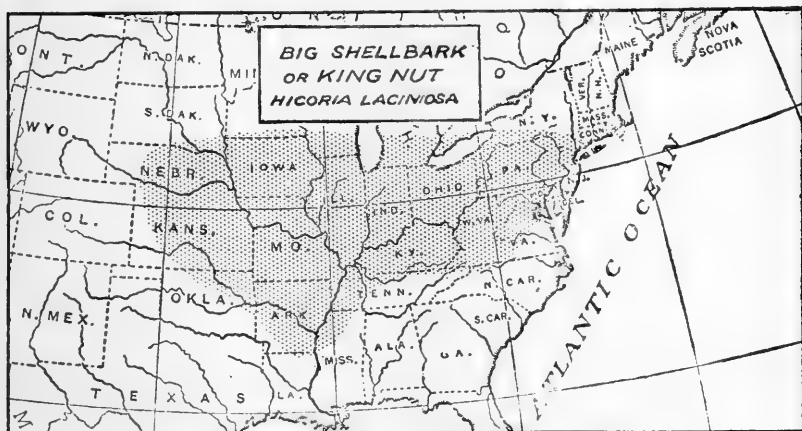 BIG SHELLBARK
OR KING NUT
HICORIA LACINIOSA
ONT.
N. DAK.
MI
O
N
Q
O
MAINE
NOVA
SCOTIA
VER.
N.H.
MASS.
CONN.
S. DAK.
WYO.
N. Y.
NEBR.
IOWA
PA.
ILL.
IND.
OHIO
COL.
KANS.
MO.
W.VA.
KY.
VA.
OKLA.
TENN.
N. CAR.
N. MEX.
ARK.
S. CAR.
MISS.
ALA.
GA.
TEXAS
LA.
ATLANTIC OCEAN